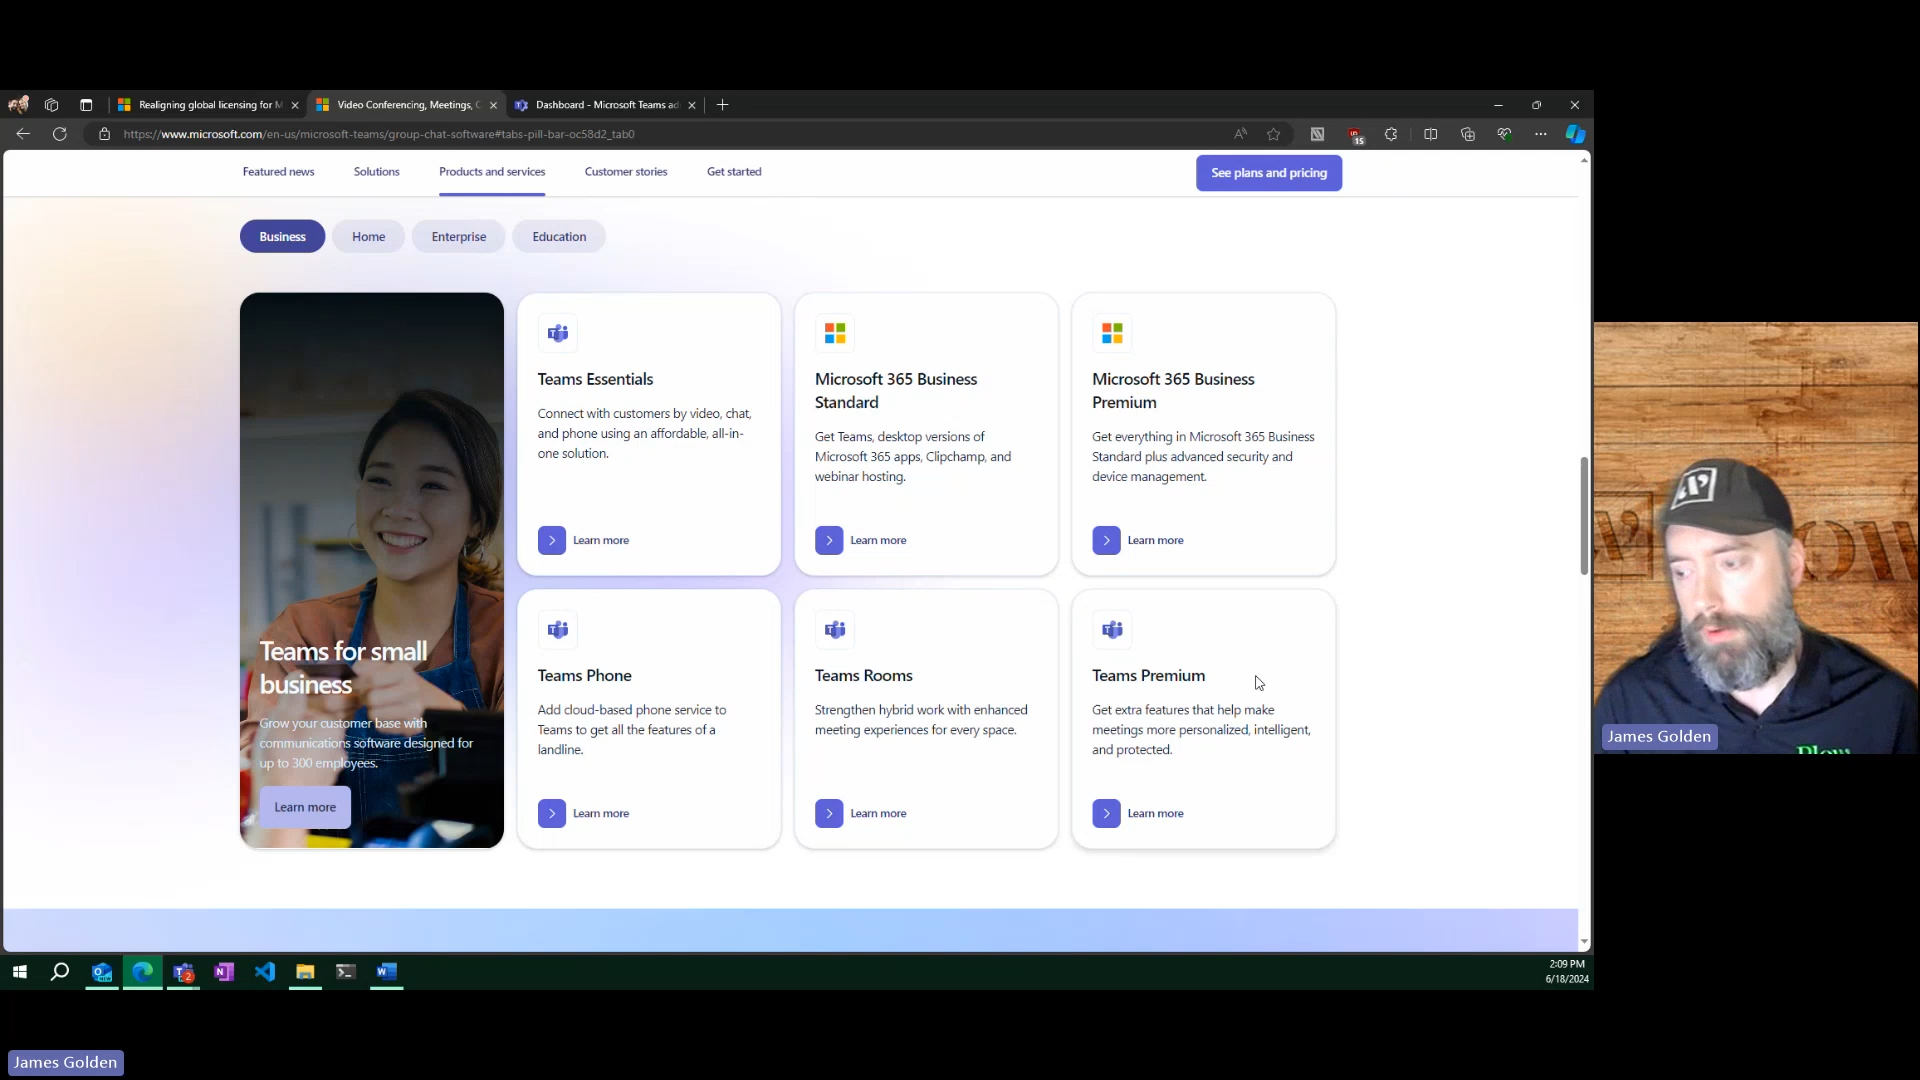 Realigning global licensing for M
Video Conferencing, Meetings, C
Dashboard - Microsoft Teams ad
https://www.microsoft.com/en-us/microsoft-teams/group-chat-software#tabs-pill-bar-oc58d2_tab0
15
Featured news
Solutions
Products and services
Customer stories
Get started
See plans and pricing
Business
Home
Enterprise
Education
Teams for small
business
Grow your customer base with
communications software designed for
up to 300 employees.
Learn more
Teams Essentials
Connect with customers by video, chat,
and phone using an affordable, all-in-
one solution.
Learn more
Microsoft 365 Business
Standard
Get Teams, desktop versions of
Microsoft 365 apps, Clipchamp, and
webinar hosting.
Learn more
Microsoft 365 Business
Premium
Get everything in Microsoft 365 Business
Standard plus advanced security and
device management.
Learn more
Teams Phone
Add cloud-based phone service to
Teams to get all the features of a
landline.
Learn more
Teams Rooms
Strengthen hybrid work with enhanced
meeting experiences for every space.
Learn more
Teams Premium
Get extra features that help make
meetings more personalized, intelligent,
and protected.
Learn more
2:09 PM
6/18/2024
James Golden
James Golden